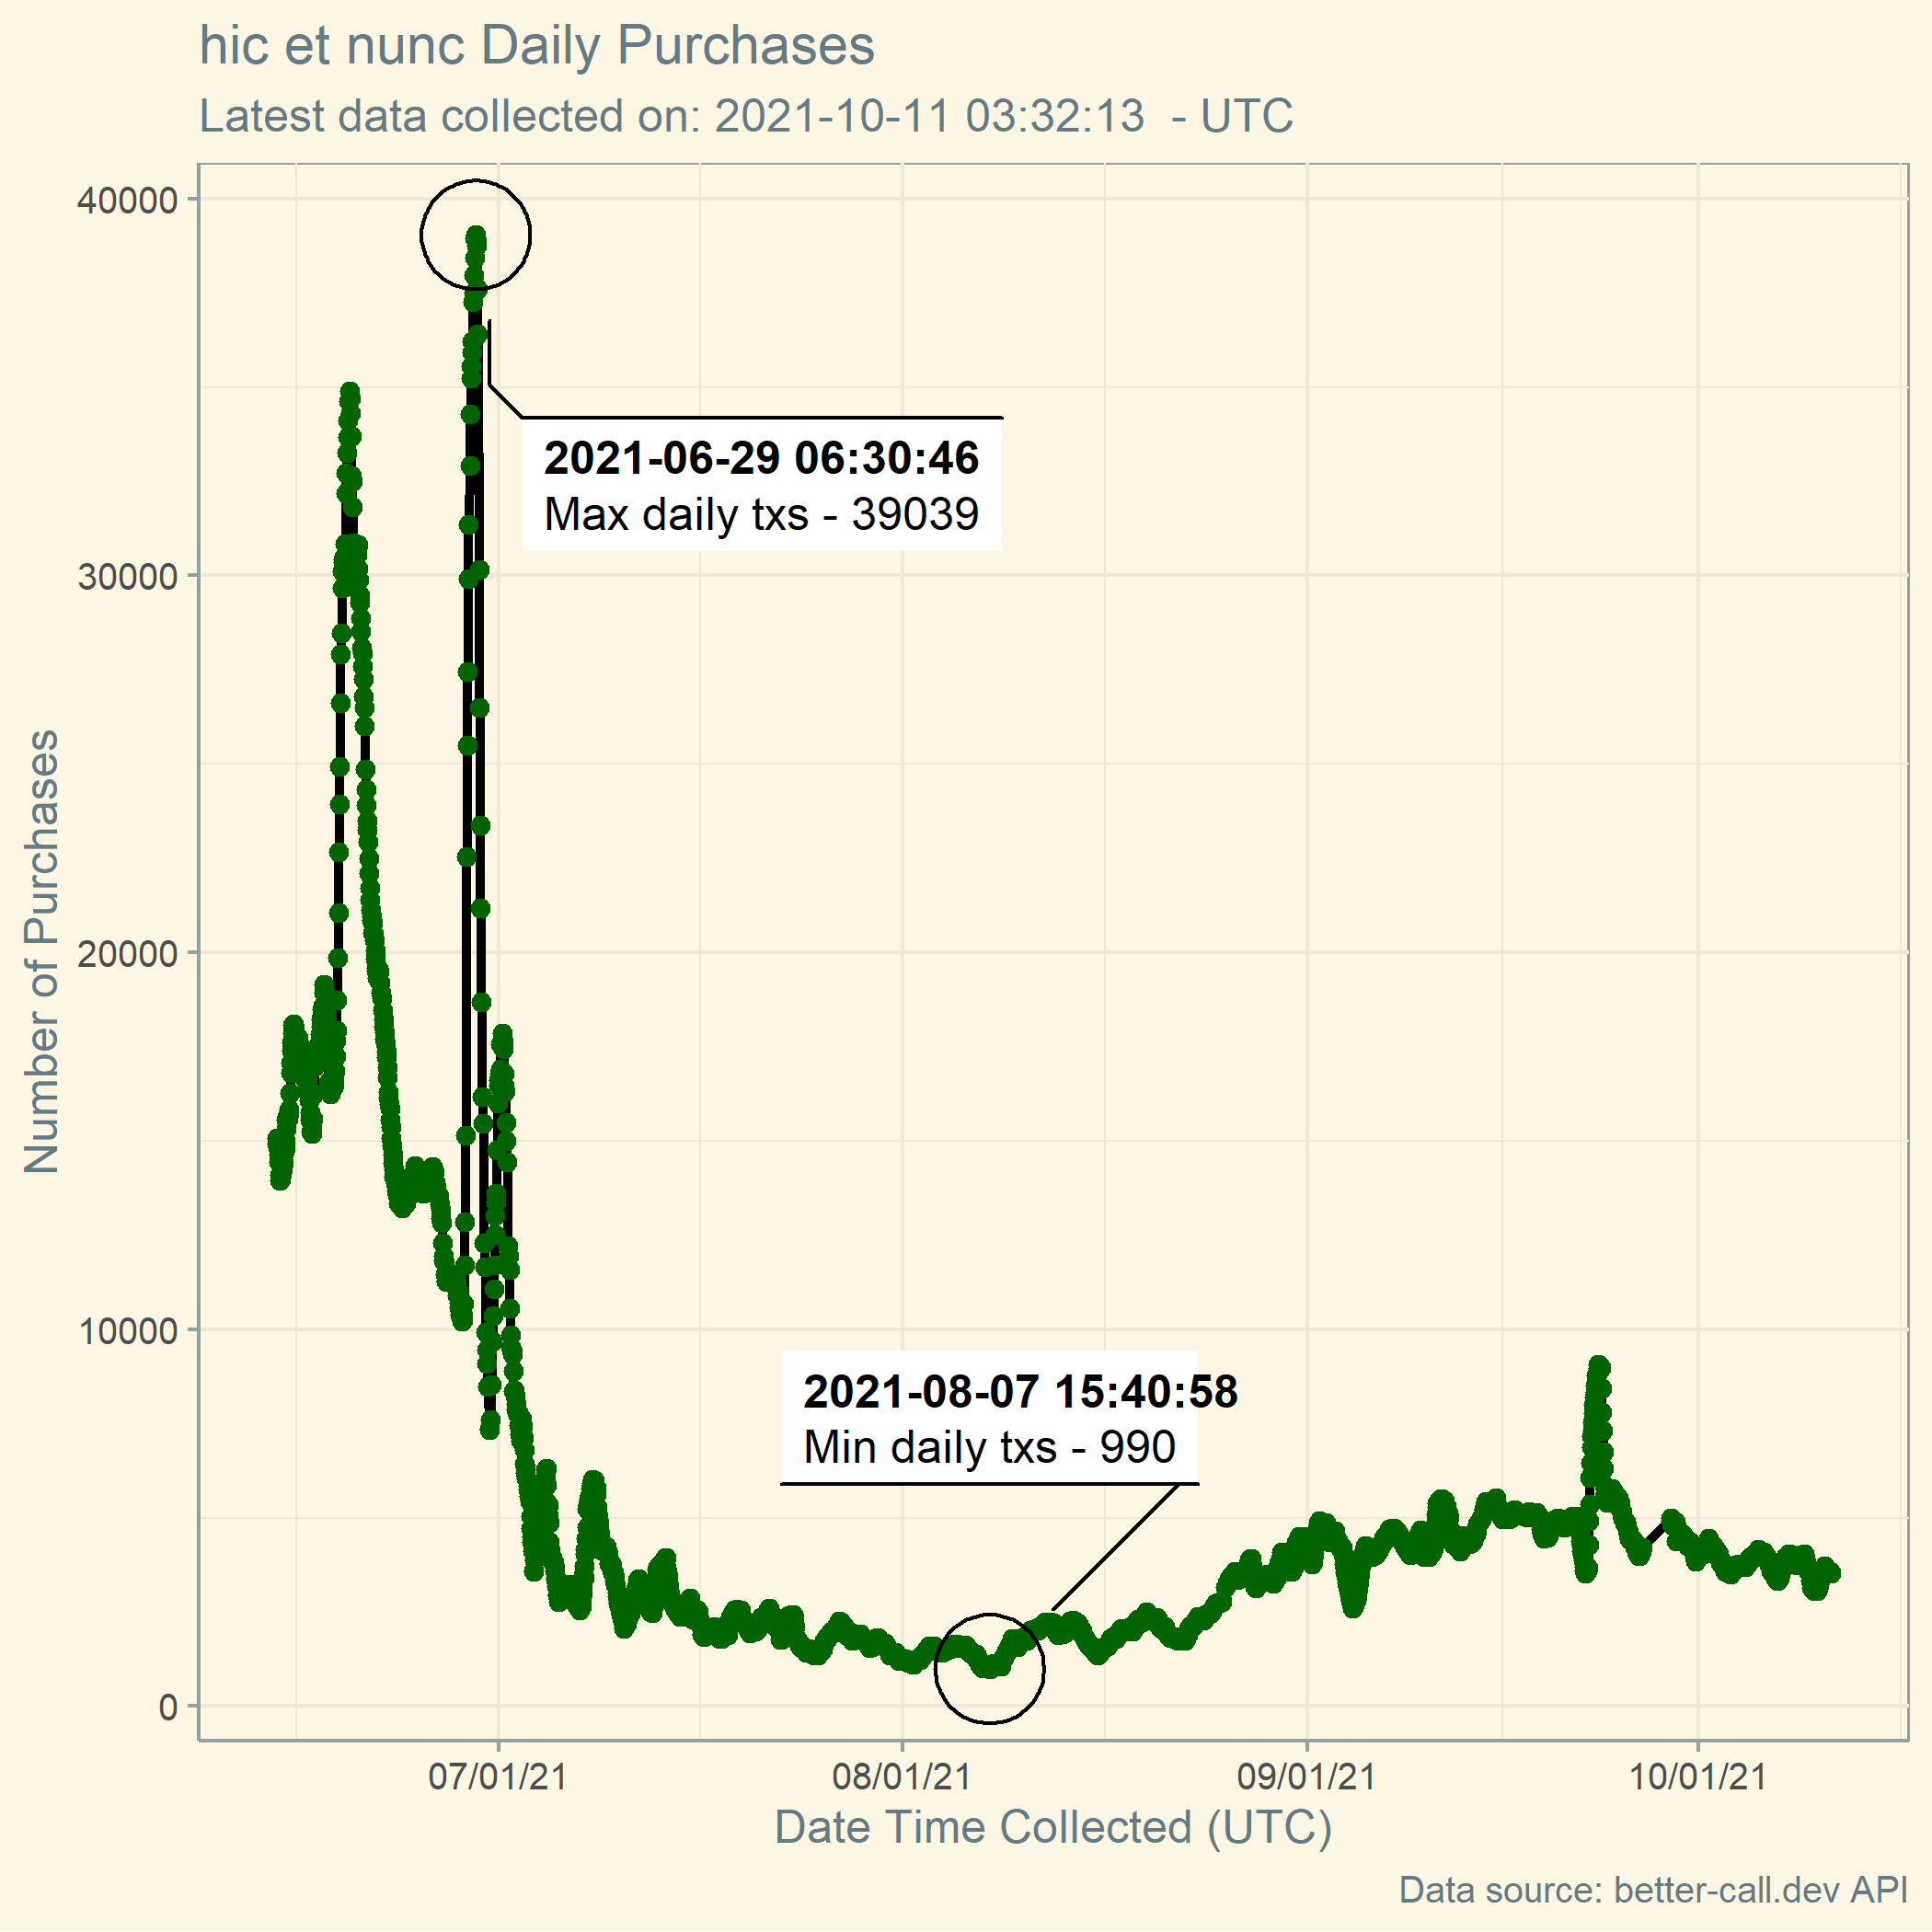 hic et nunc Daily Purchases
Latest data collected on: 2021-10-11 03:32:13  - UTC
40000
30000
20000
10000
0
Number of Purchases
2021-06-29 06:30:46
Max daily txs - 39039
2021-08-07 15:40:58
Min daily txs - 990
07/01/21 08/01/21 09/01/21 10/01/21
Date Time Collected (UTC)
Data source: better-call.dev API